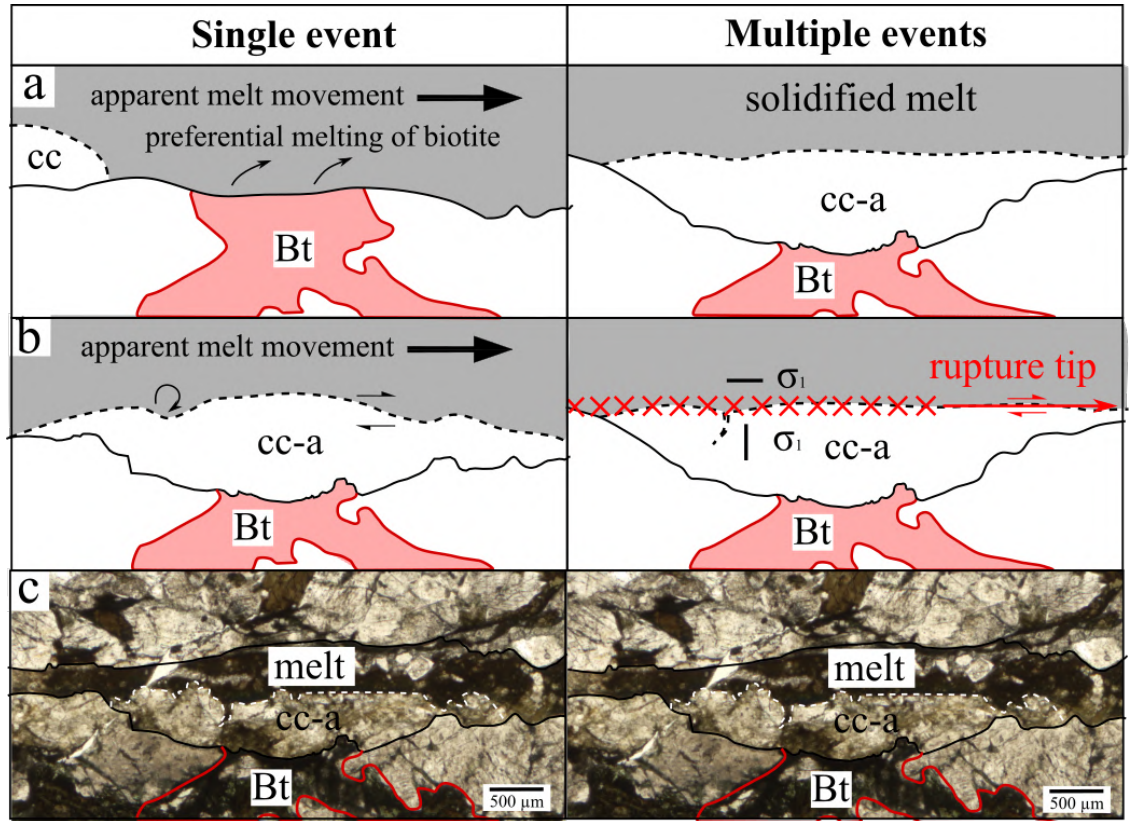 Single event
Multiple events
a
apparent melt movement
preferential melting of biotite
cc
Bt
solidified melt
cc-a
Bt
b
apparent melt movement
cc-a
Bt
rupture tip
σ₁
σ₁
cc-a
Bt
c
melt
cc-a
Bt
500 µm
melt
cc-a
Bt
500 µm